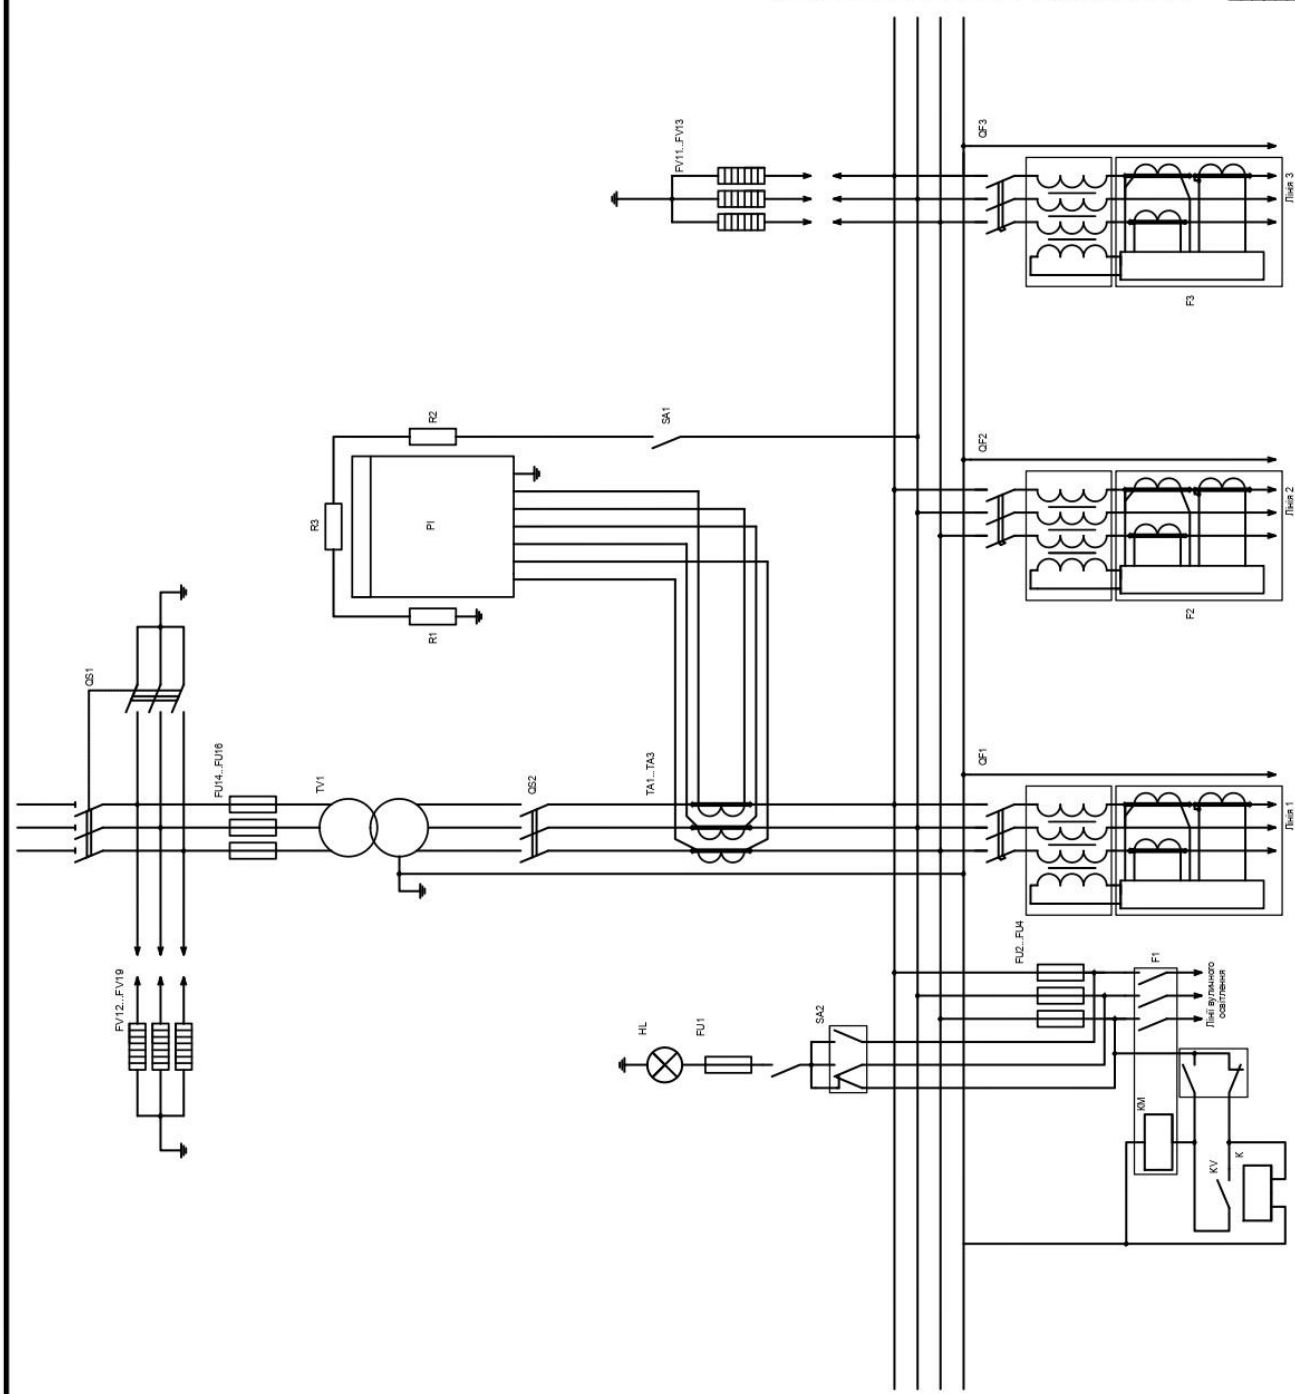 QF3
FV11...FV13
Лінія 3
F3
R2
SA1
QF2
R3
PI
Лінія 2
R1
F2
QS1
FU14...FU16
TV1
QS2
TA1...TA3
QF1
Лінія 1
FU2...FU4
F1
Лінії вуличного
освітлення
FV12...FV19
HL
FU1
SA2
KM
KV
K